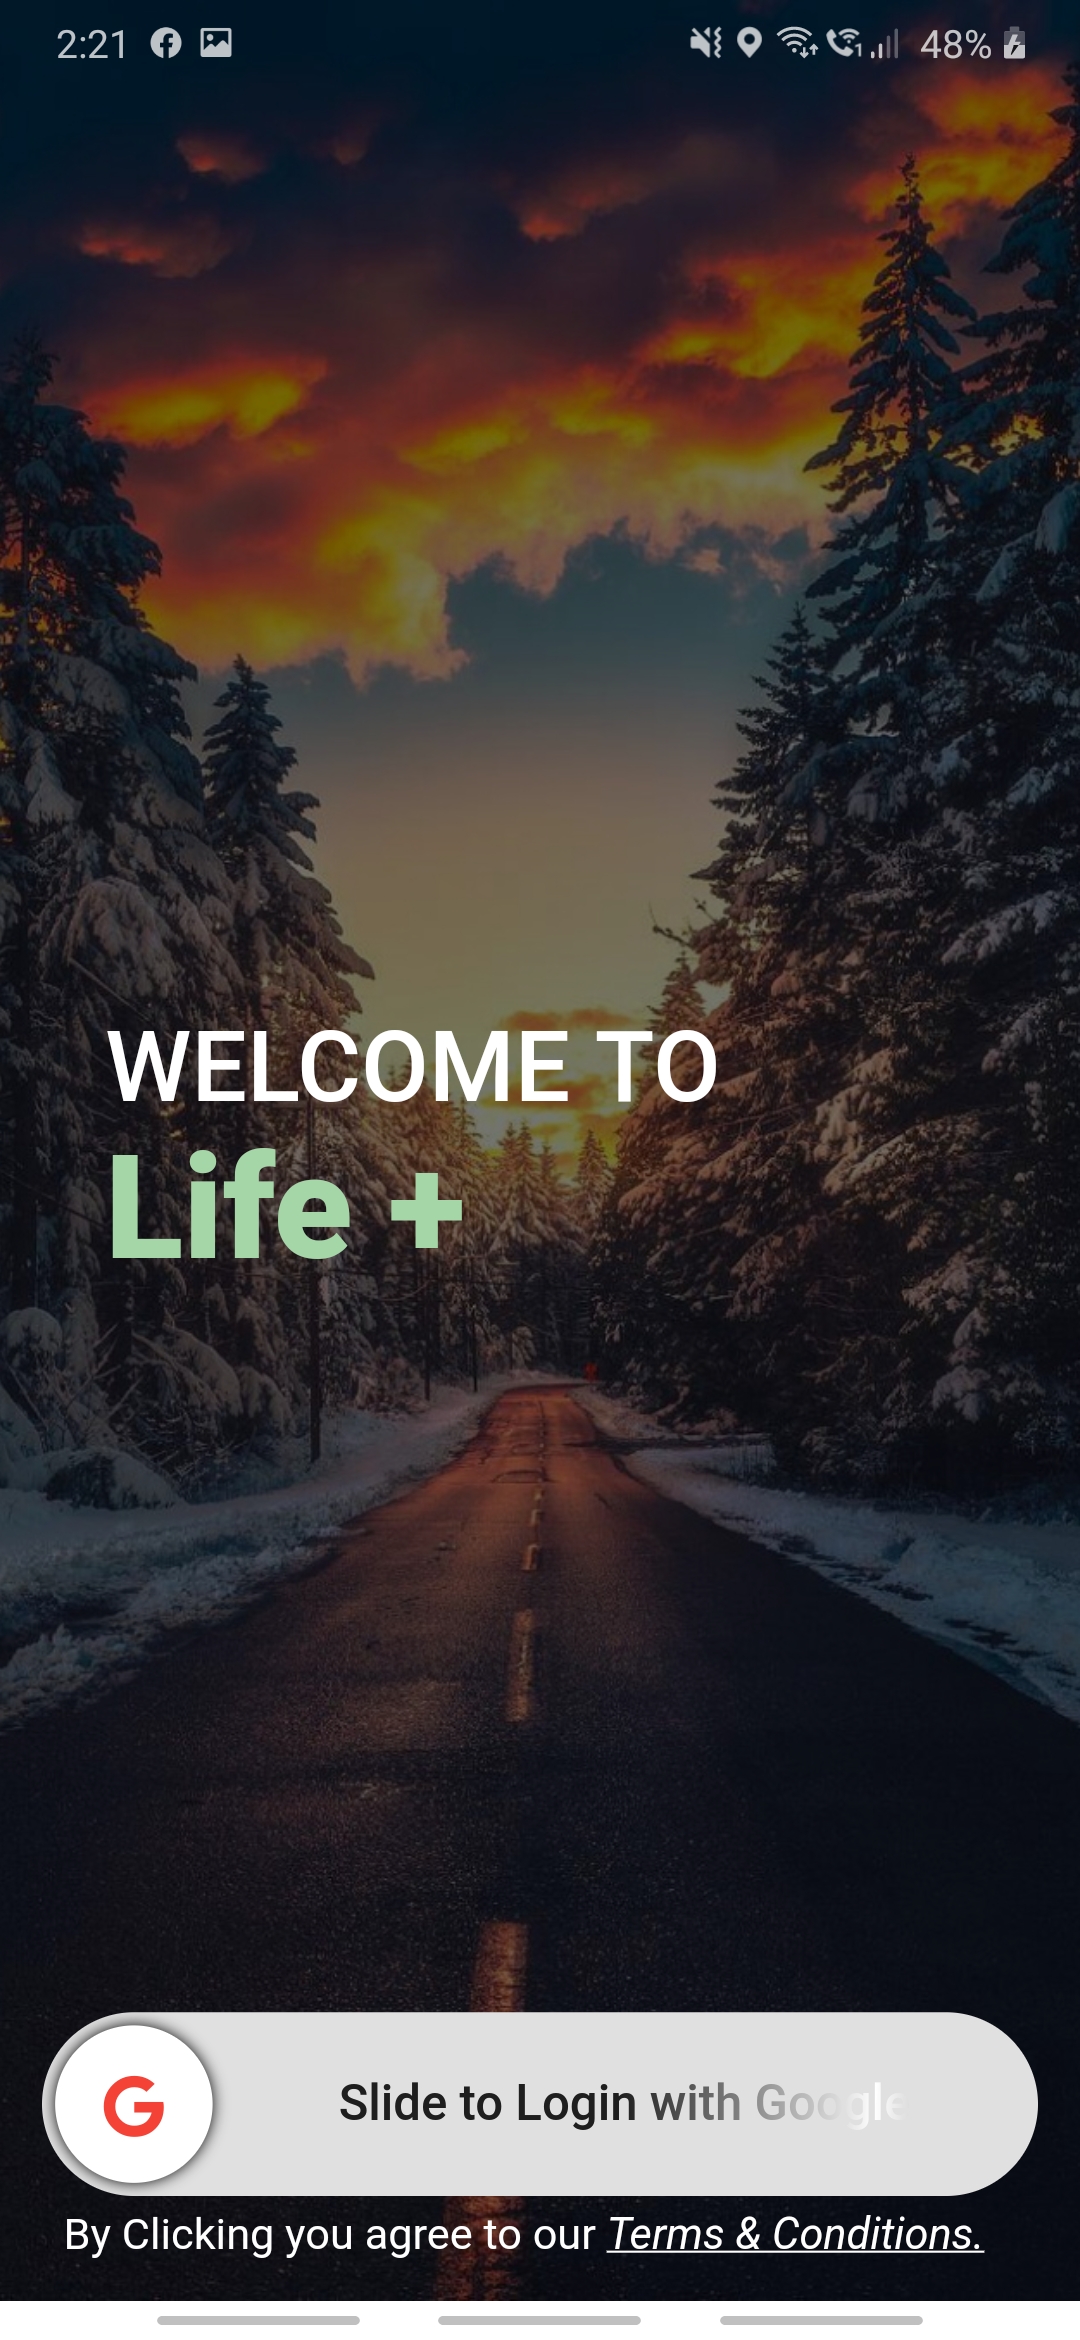 2:21 48%
WELCOME TO
Life +
G Slide to Login with Google
By Clicking you agree to our Terms & Conditions.